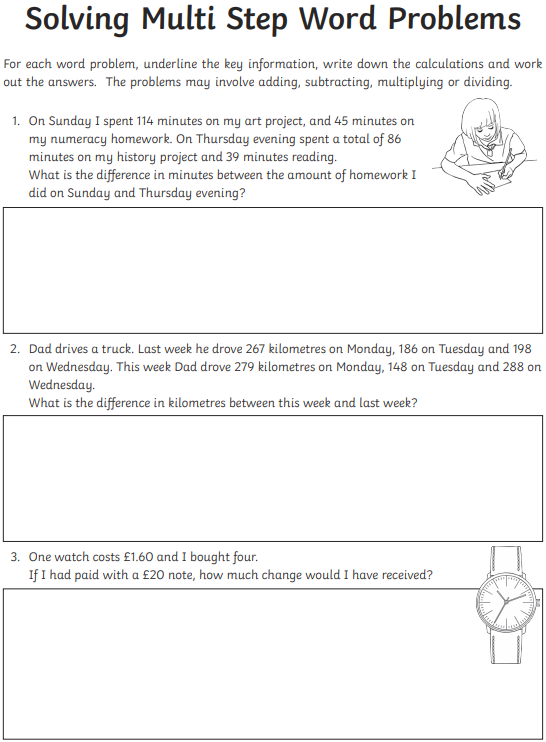 Solving Multi Step Word Problems
For each word problem, underline the key information, write down the calculations and work
out the answers. The problems may involve adding, subtracting, multiplying or dividing.
1. On Sunday I spent 114 minutes on my art project, and 45 minutes on
my numeracy homework. On Thursday evening spent a total of 86
minutes on my history project and 39 minutes reading.
What is the difference in minutes between the amount of homework I
did on Sunday and Thursday evening?
2. Dad drives a truck. Last week he drove 267 kilometres on Monday, 186 on Tuesday and 198
on Wednesday. This week Dad drove 279 kilometres on Monday, 148 on Tuesday and 288 on
Wednesday.
What is the difference in kilometres between this week and last week?
3. One watch costs £1.60 and I bought four.
If I had paid with a £20 note, how much change would I have received?